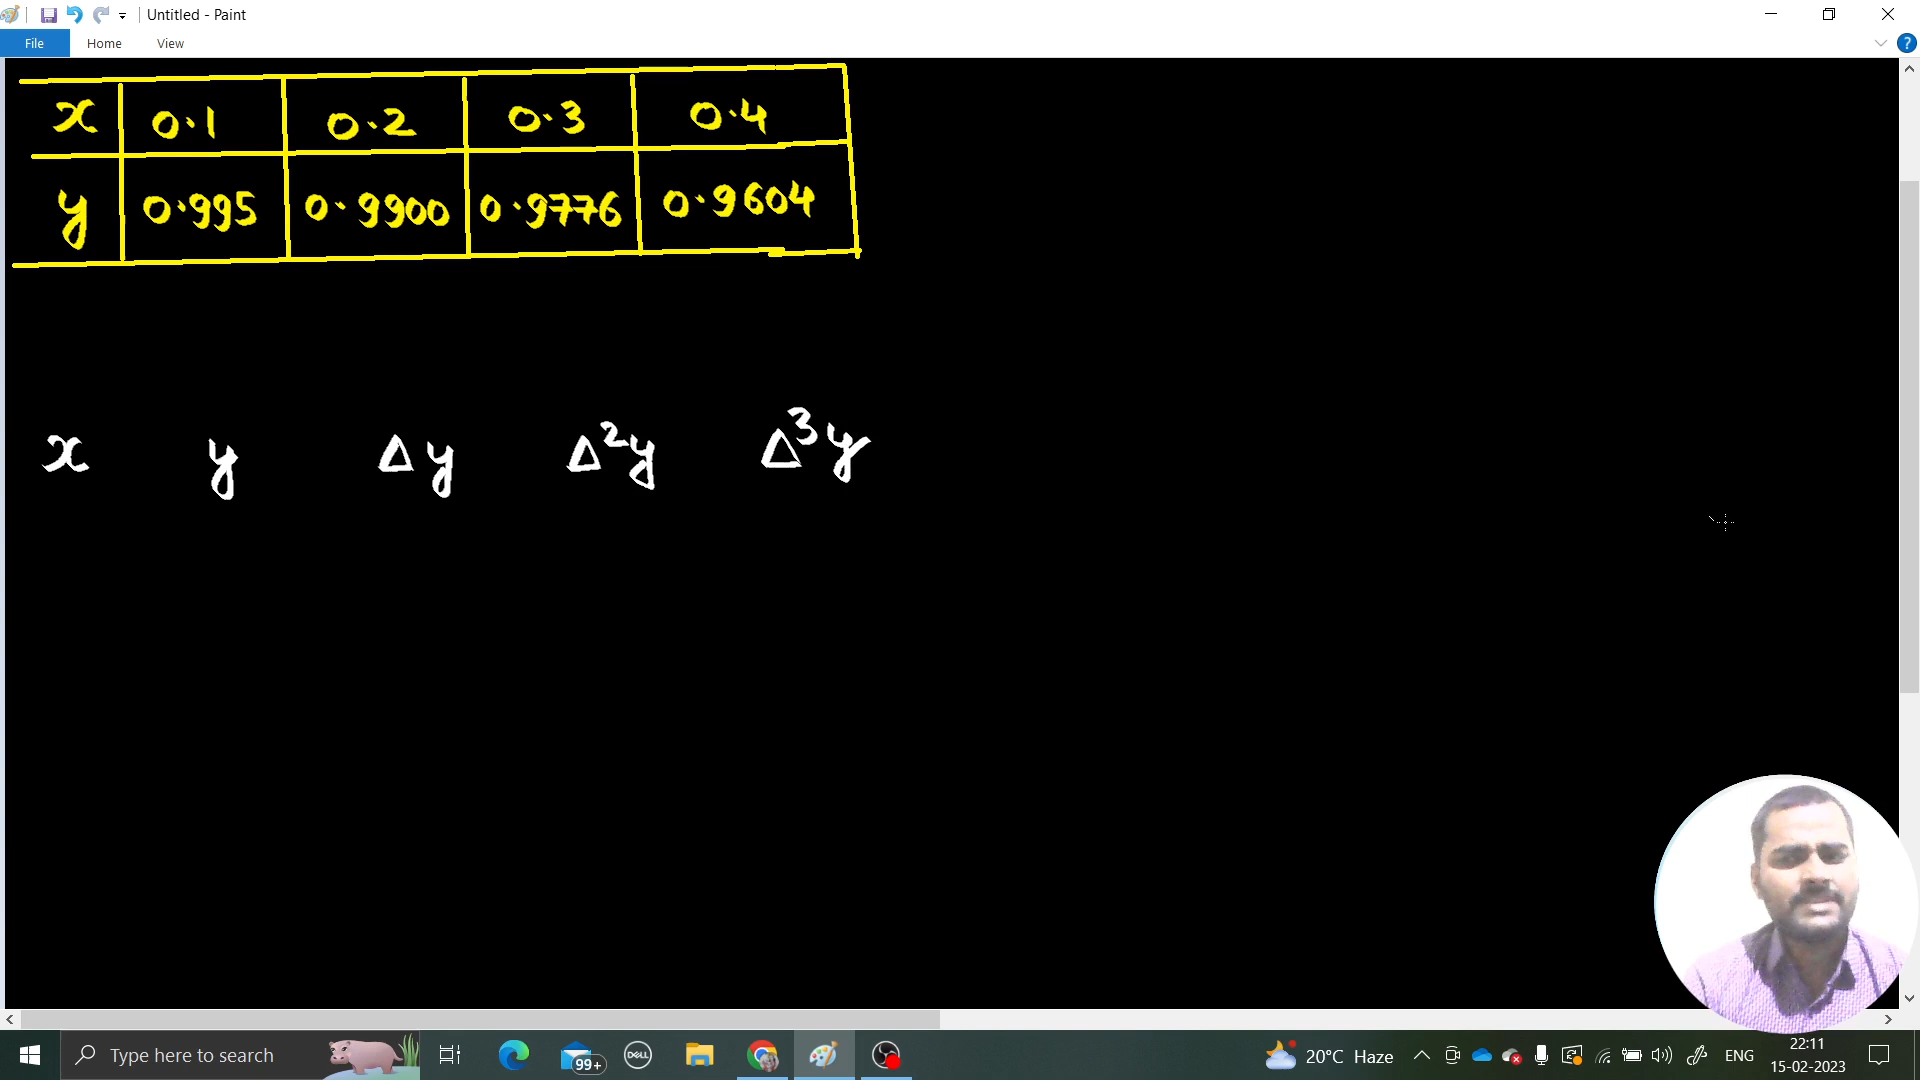 Untitled - Paint
File Home View ?
x 0.1 0.2 0.3 0.4
y 0.995 0.9900 0.9776 0.9604
x y Δy Δ²y Δ³y
Type here to search 99+ DELL 20°C Haze ENG 22:11
15-02-2023